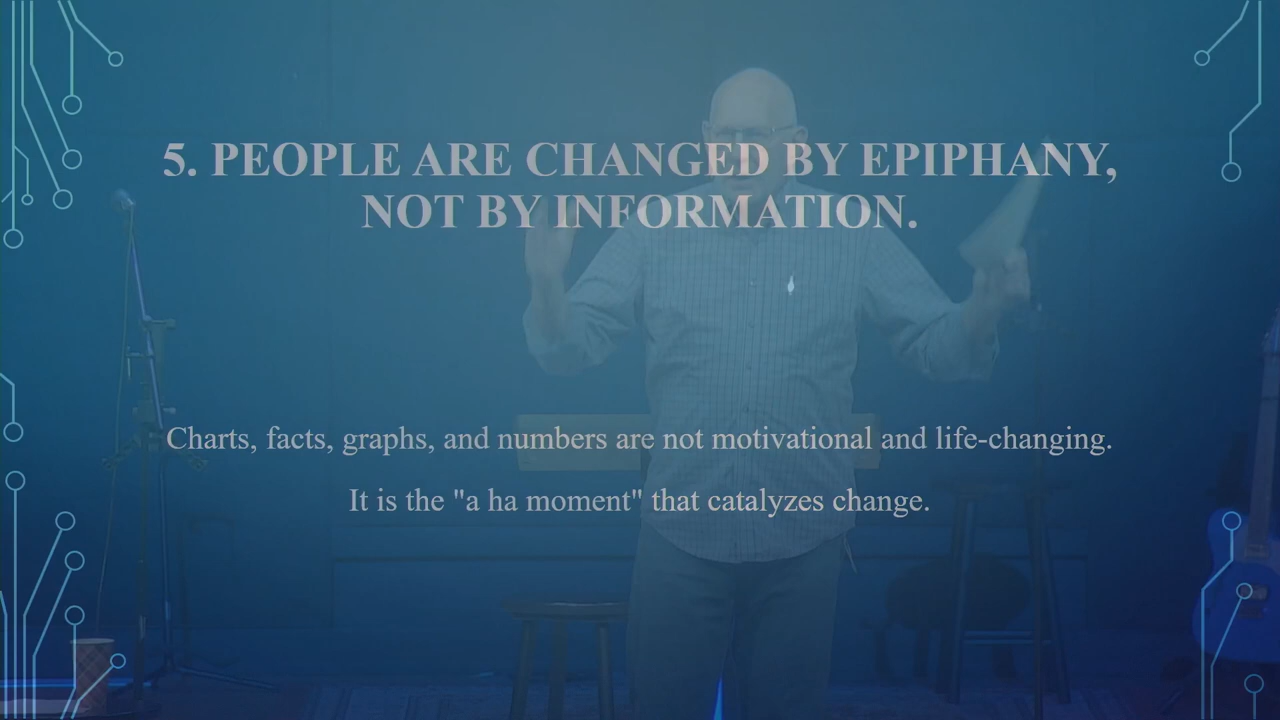 5. PEOPLE ARE CHANGED BY EPIPHANY,
NOT BY INFORMATION.
Charts, facts, graphs, and numbers are not motivational and life-changing.
It is the "a ha moment" that catalyzes change.